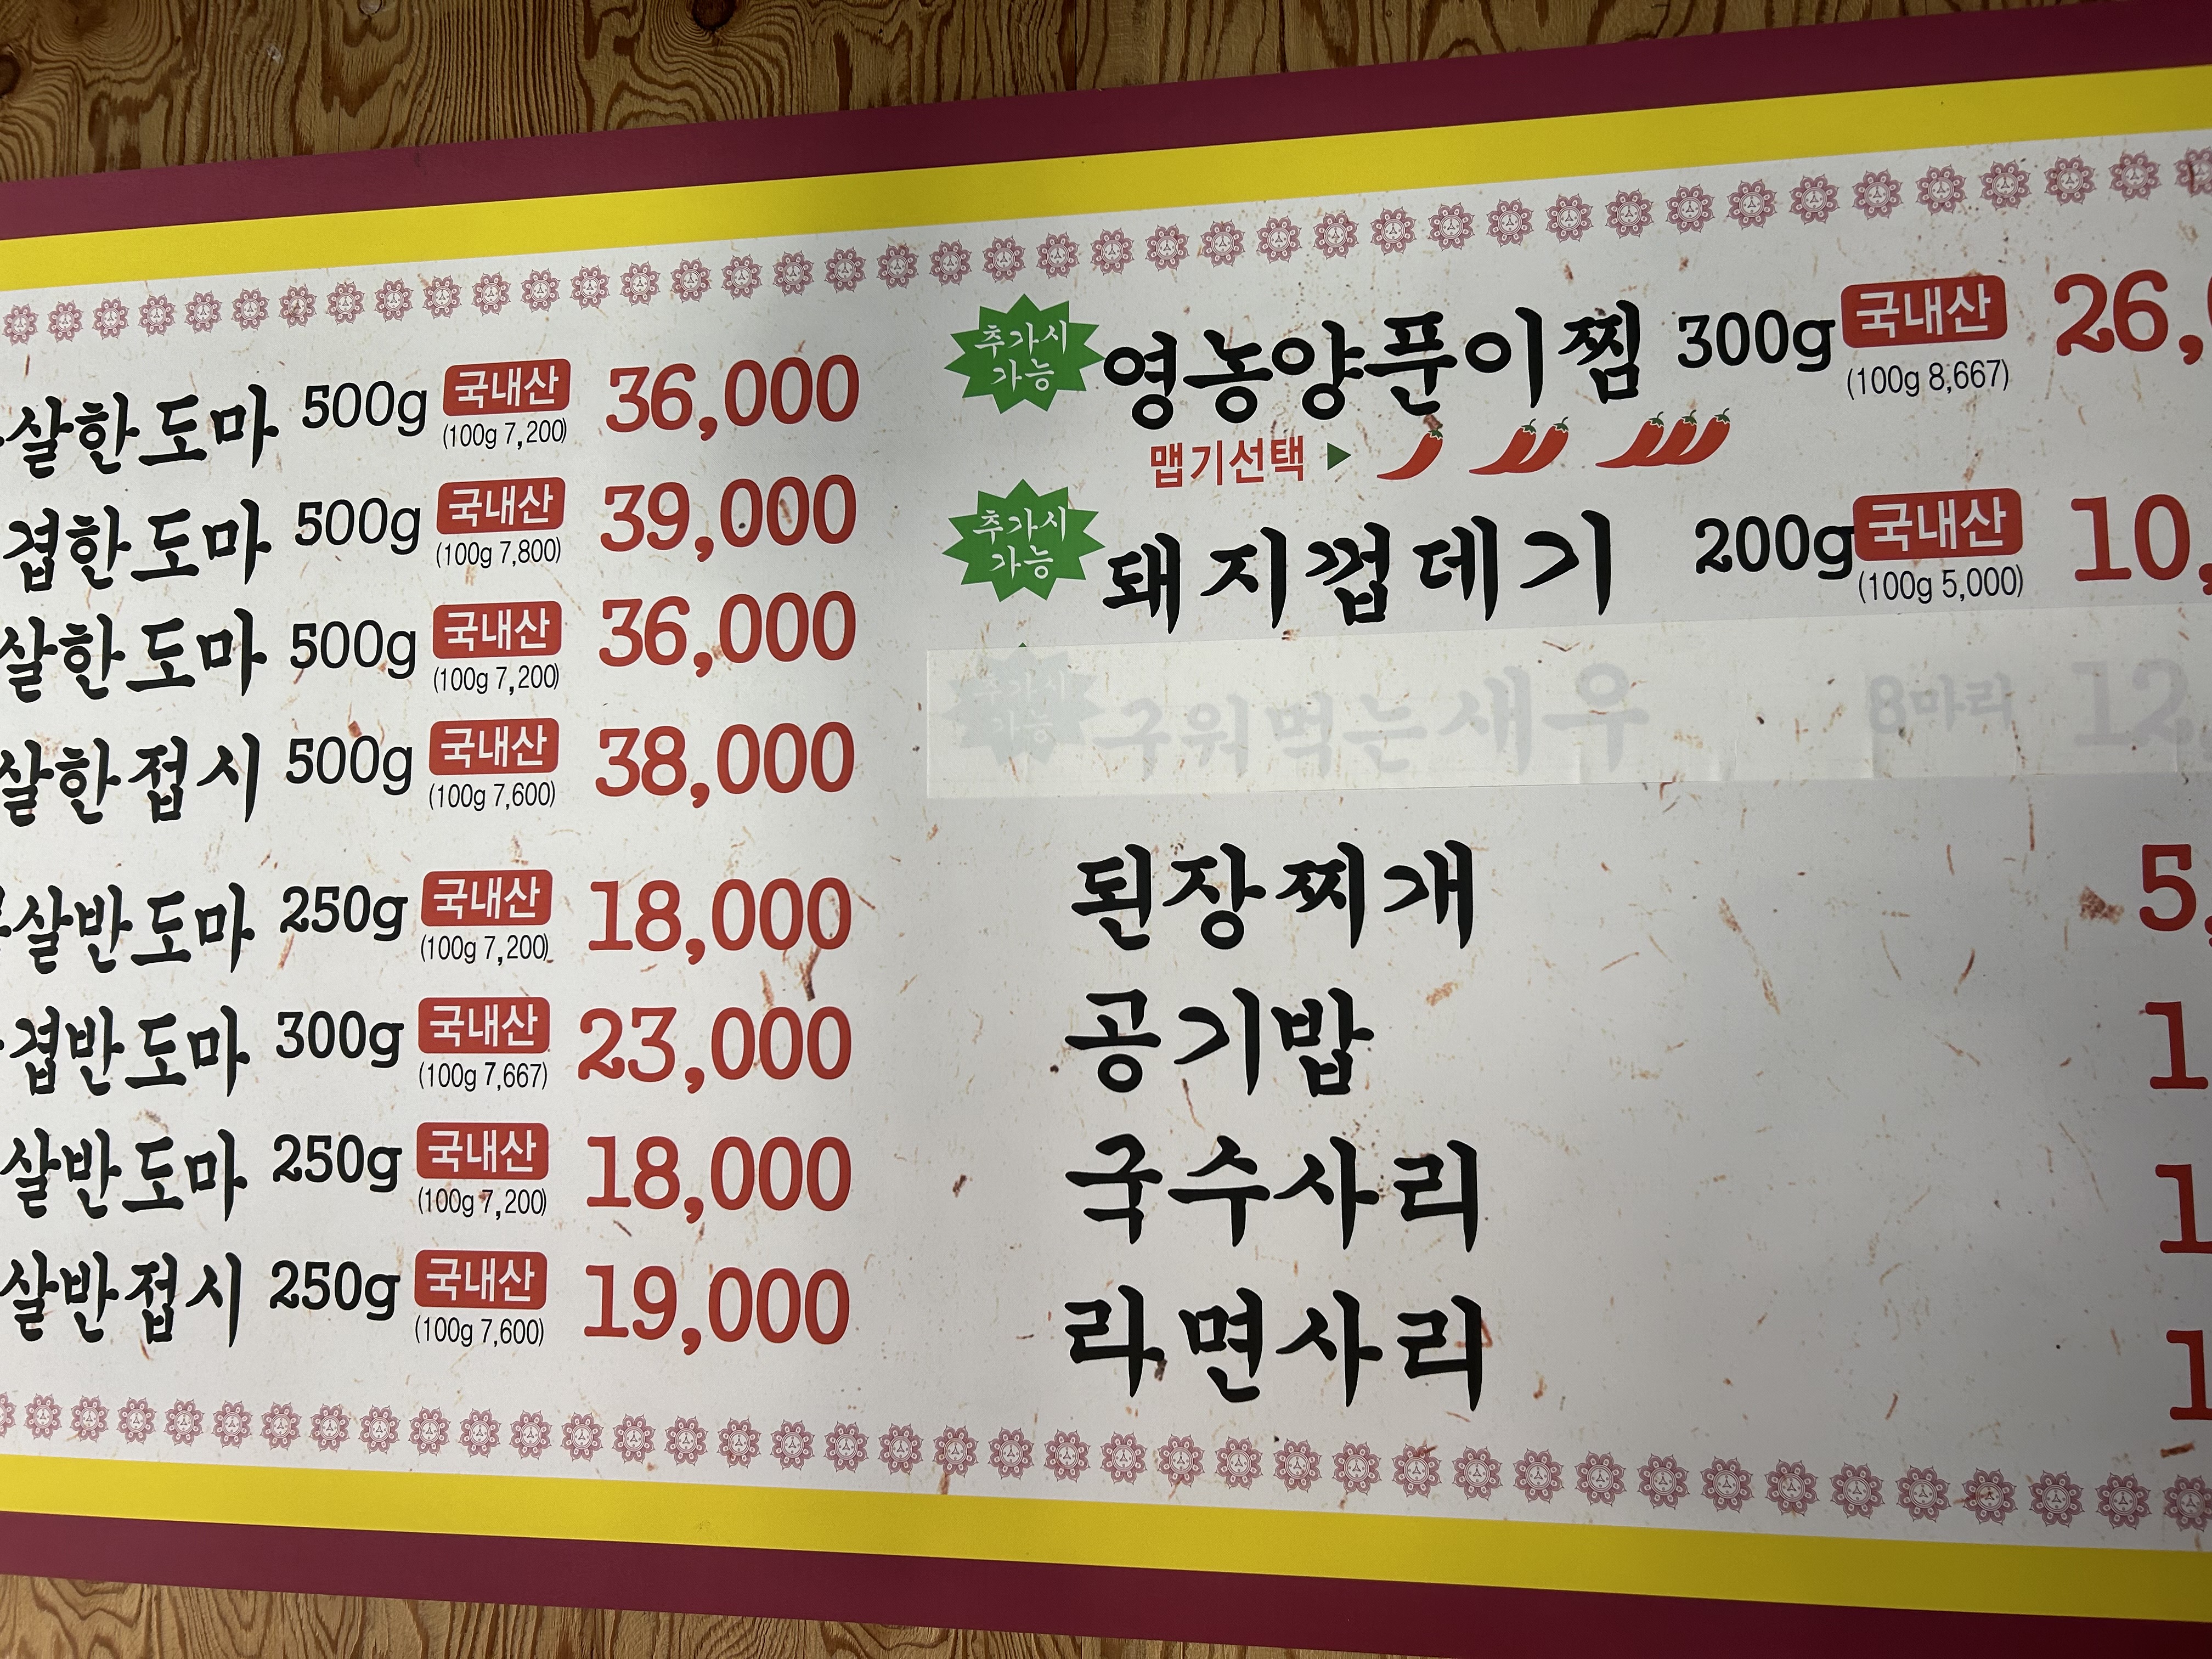 살한도마 500g 국내산 (100g 7,200) 36,000
겹한도마 500g 국내산 (100g 7,800) 39,000
살한도마 500g 국내산 (100g 7,200) 36,000
살한접시 500g 국내산 (100g 7,600) 38,000
살반도마 250g 국내산 (100g 7,200) 18,000
겹반도마 300g 국내산 (100g 7,667) 23,000
살반도마 250g 국내산 (100g 7,200) 18,000
살반접시 250g 국내산 (100g 7,600) 19,000
추가시
가능
영농양푼이찜 300g 국내산 (100g 8,667) 26,
맵기선택
추가시
가능
돼지껍데기 200g 국내산 (100g 5,000) 10,
추가시
가능
구워먹는새우 8마리 12,
된장찌개 5,
공기밥 1
국수사리 1
라면사리 1